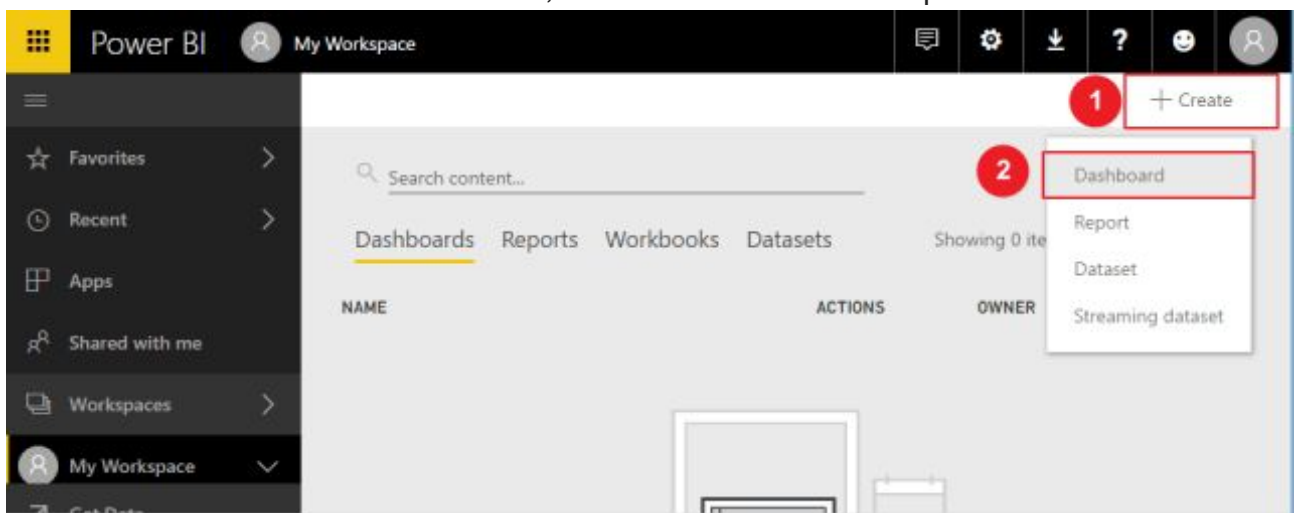 Power BI My Workspace ?
1 + Create
Favorites
Search content...
2 Dashboard
Recent
Report
Dashboards Reports Workbooks Datasets Showing 0 ite
Dataset
Apps
NAME ACTIONS OWNER
Streaming dataset
Shared with me
Workspaces
My Workspace